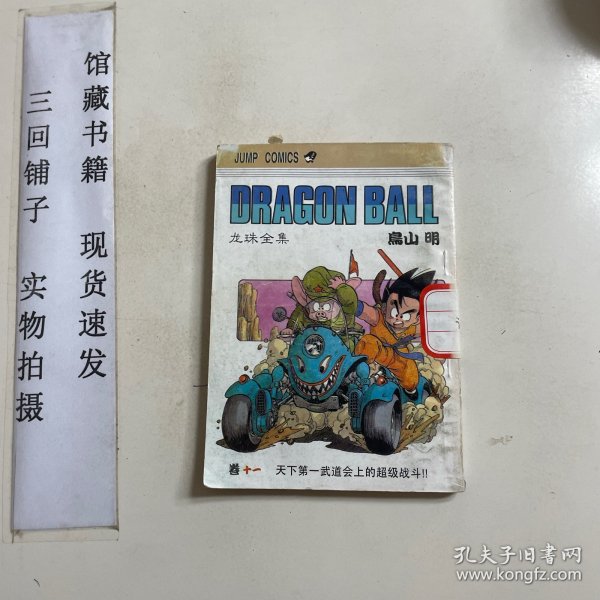 馆藏书籍 现货速发
三回铺子 实物拍摄
JUMP COMICS
DRAGON BALL
龙珠全集
鳥山 明
卷十一 天下第一武道会上的超级战斗!!
孔夫子旧书网
www.kongfz.com